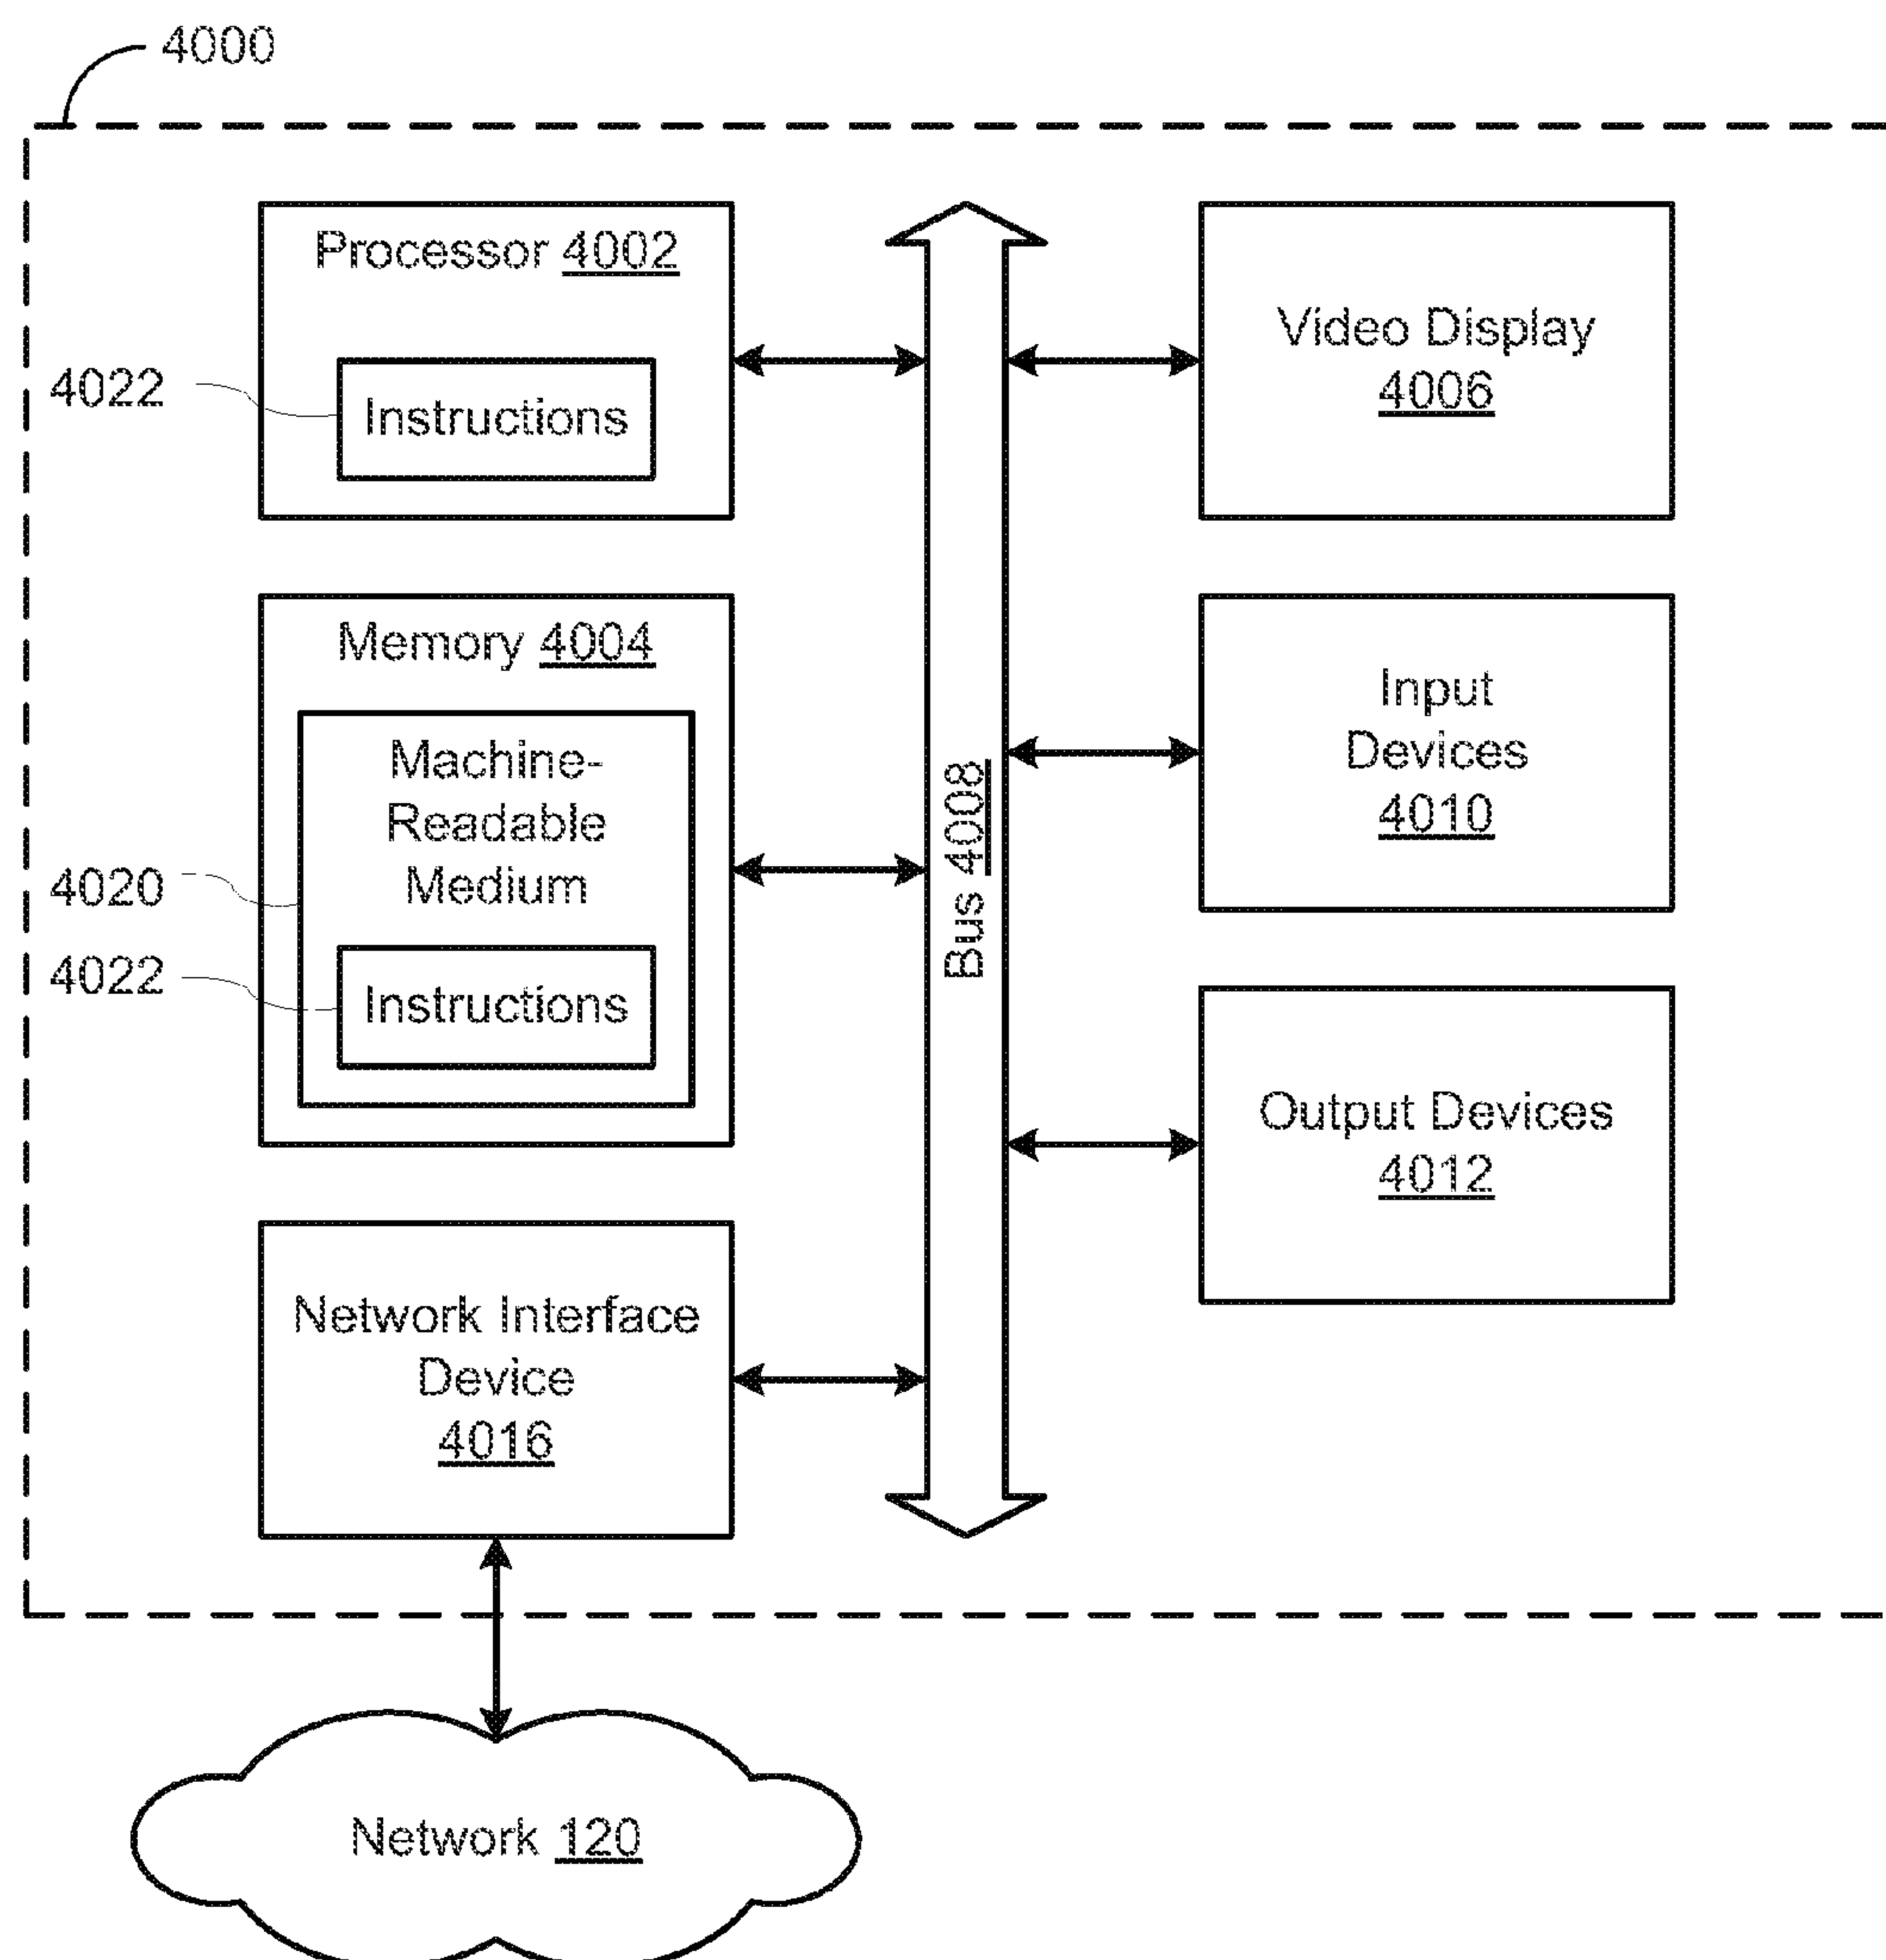 4000
Processor 4002
4022
Instructions
Memory 4004
Machine-
Readable
Medium
4020
4022
Instructions
Network Interface
Device
4016
Bus 4008
Video Display
4006
Input
Devices
4010
Output Devices
4012
Network 120